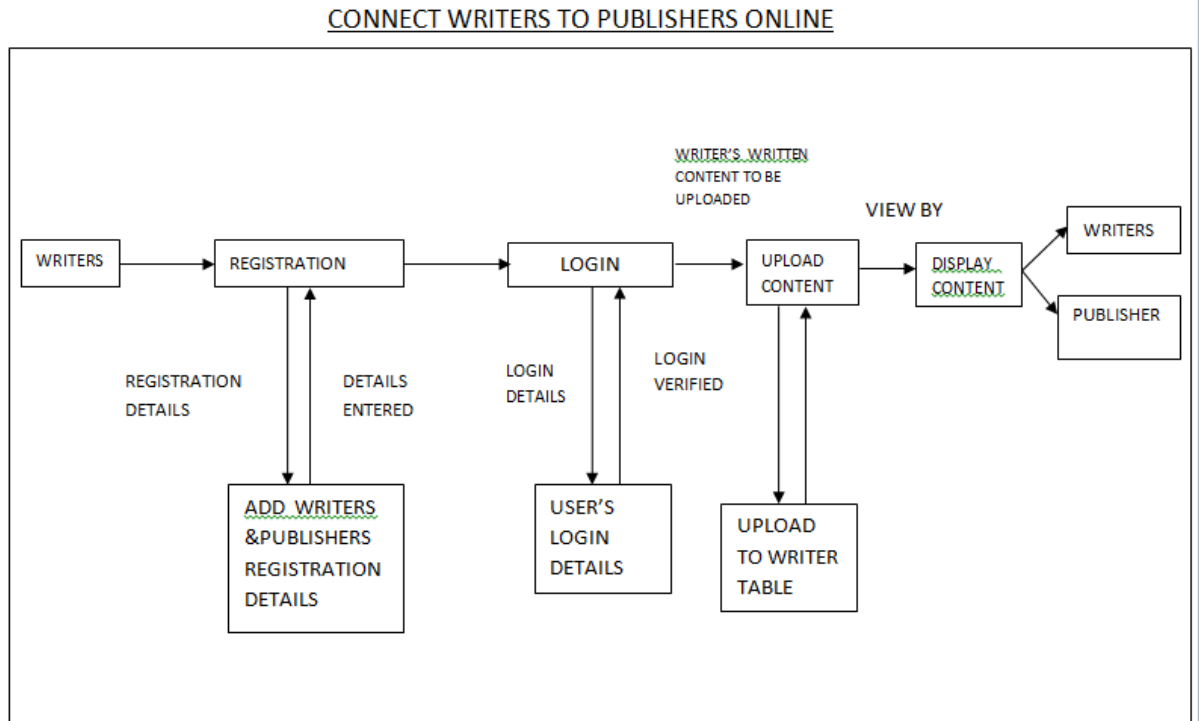 CONNECT WRITERS TO PUBLISHERS ONLINE
WRITER'S WRITTEN
CONTENT TO BE
UPLOADED
VIEW BY
WRITERS
REGISTRATION
LOGIN
UPLOAD
CONTENT
DISPLAY
CONTENT
WRITERS
PUBLISHER
REGISTRATION
DETAILS
DETAILS
ENTERED
LOGIN
DETAILS
LOGIN
VERIFIED
ADD WRITERS
&PUBLISHERS
REGISTRATION
DETAILS
USER'S
LOGIN
DETAILS
UPLOAD
TO WRITER
TABLE